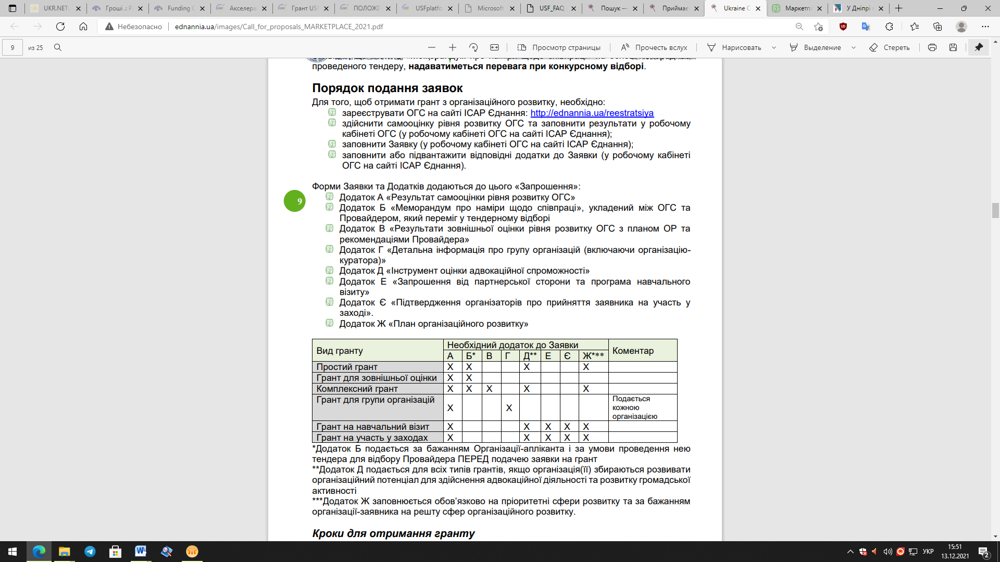 UKR.NET:
Гроші .: Р
Funding C
Акселера
Грант USF
ПОЛОЖЕ
USFplatfo
Microsoft
USF_FAQ
Пошук —
Приймаєм
Ukraine C
Маркетпл
У Дніпрі
Небезопасно
ednannia.ua/images/Call_for_proposals_MARKETPLACE_2021.pdf
9 из 25
Просмотр страницы
Прочесть вслух
Нарисовать
Выделение
Стереть
проведеного тендеру, надаватиметься перевага при конкурсному відборі.
Порядок подання заявок
Для того, щоб отримати грант з організаційного розвитку, необхідно:
зареєструвати ОГС на сайті ІСАР Єднання: http://ednannia.ua/reestratsiya
здійснити самооцінку рівня розвитку ОГС та заповнити результати у робочому
кабінеті ОГС (у робочому кабінеті ОГС на сайті ІСАР Єднання);
заповнити Заявку (у робочому кабінеті ОГС на сайті ІСАР Єднання);
заповнити або підвантажити відповідні додатки до Заявки (у робочому кабінеті
ОГС на сайті ІСАР Єднання).
Форми Заявки та Додатків додаються до цього «Запрошення»:
9
Додаток А «Результат самооцінки рівня розвитку ОГС»
Додаток Б «Меморандум про наміри щодо співпраці», укладений між ОГС та
Провайдером, який переміг у тендерному відборі
Додаток В «Результати зовнішньої оцінки рівня розвитку ОГС з планом ОР та
рекомендаціями Провайдера»
Додаток Г «Детальна інформація про групу організацій (включаючи організацію-
куратора)»
Додаток Д «Інструмент оцінки адвокаційної спроможності»
Додаток Е «Запрошення від партнерської сторони та програма навчального
візиту»
Додаток Є «Підтвердження організаторів про прийняття заявника на участь у
заході».
Додаток Ж «План організаційного розвитку»
Вид гранту Необхідний додаток до Заявки Коментар
А Б* В Г Д** Е Є Ж***
Простий грант Х Х Х Х
Грант для зовнішньої оцінки Х Х
Комплексний грант Х Х Х Х Х
Грант для групи організацій Х Х Подається
кожною
організацією
Грант на навчальний візит Х Х Х Х Х
Грант на участь у заходах Х Х Х Х Х
*Додаток Б подається за бажанням Організації-апліканта і за умови проведення нею
тендера для відбору Провайдера ПЕРЕД подачею заявки на грант
**Додаток Д подається для всіх типів грантів, якщо організація(її) збираються розвивати
організаційний потенціал для здійснення адвокаційної діяльності та розвитку громадської
активності
***Додаток Ж заповнюється обов’язково на пріоритетні сфери розвитку та за бажанням
організації-заявника на решту сфер організаційного розвитку.
Кроки для отримання гранту
УКР
15:51
13.12.2021
2